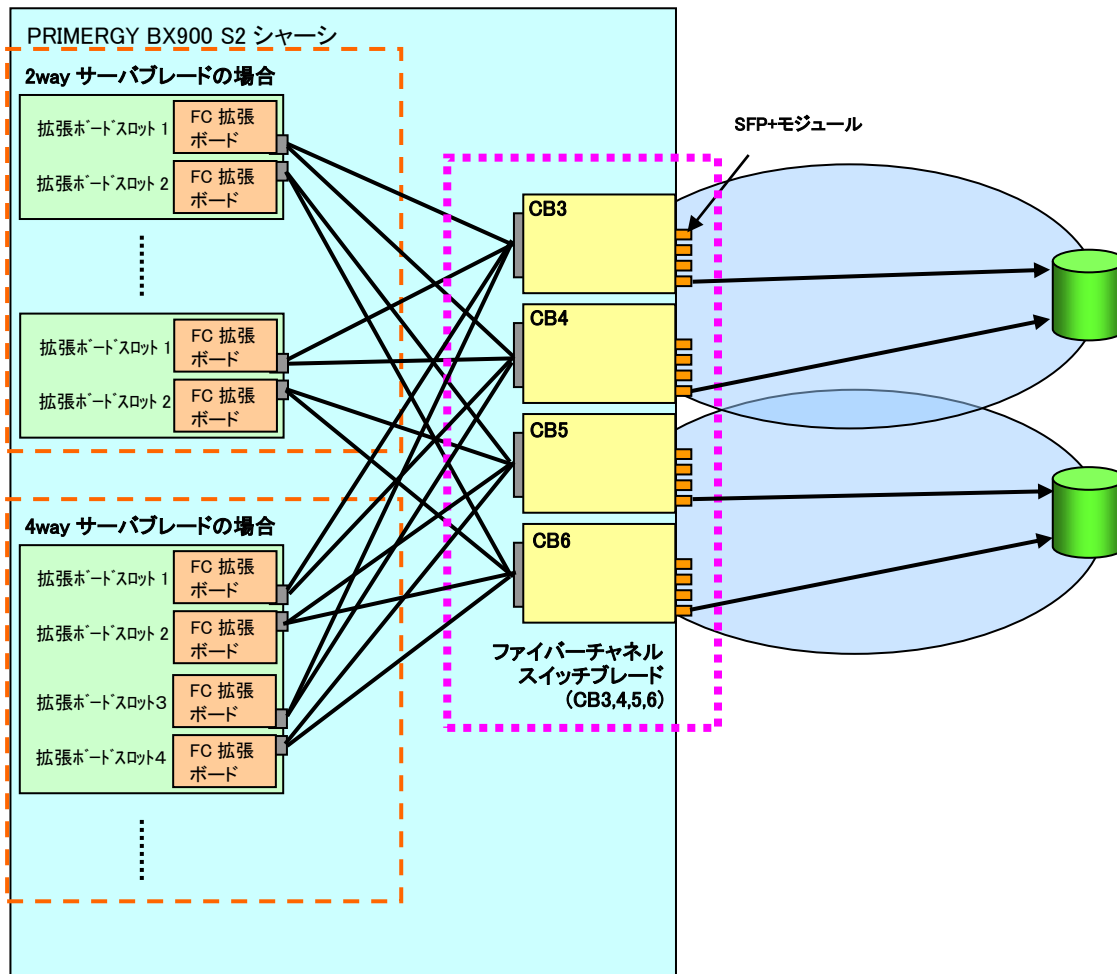 PRIMERGY BX900 S2 シャーシ
2way サーバブレードの場合
拡張ボードスロット 1
FC 拡張
ボード
拡張ボードスロット 2
FC 拡張
ボード
拡張ボードスロット 1
FC 拡張
ボード
拡張ボードスロット 2
FC 拡張
ボード
4way サーバブレードの場合
拡張ボードスロット 1
FC 拡張
ボード
拡張ボードスロット 2
FC 拡張
ボード
拡張ボードスロット3
FC 拡張
ボード
拡張ボードスロット4
FC 拡張
ボード
CB3
CB4
CB5
CB6
ファイバーチャネル
スイッチブレード
(CB3,4,5,6)
SFP+モジュール